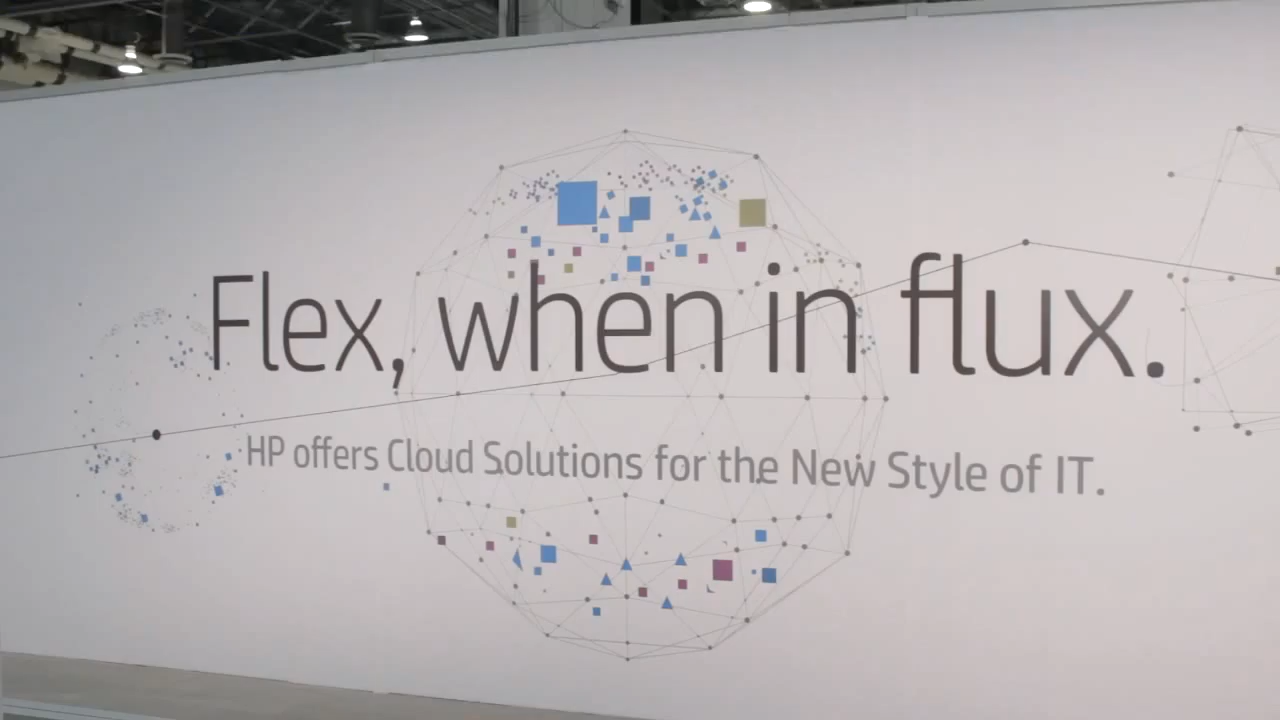 Flex, when in flux.
HP offers Cloud Solutions for the New Style of IT.